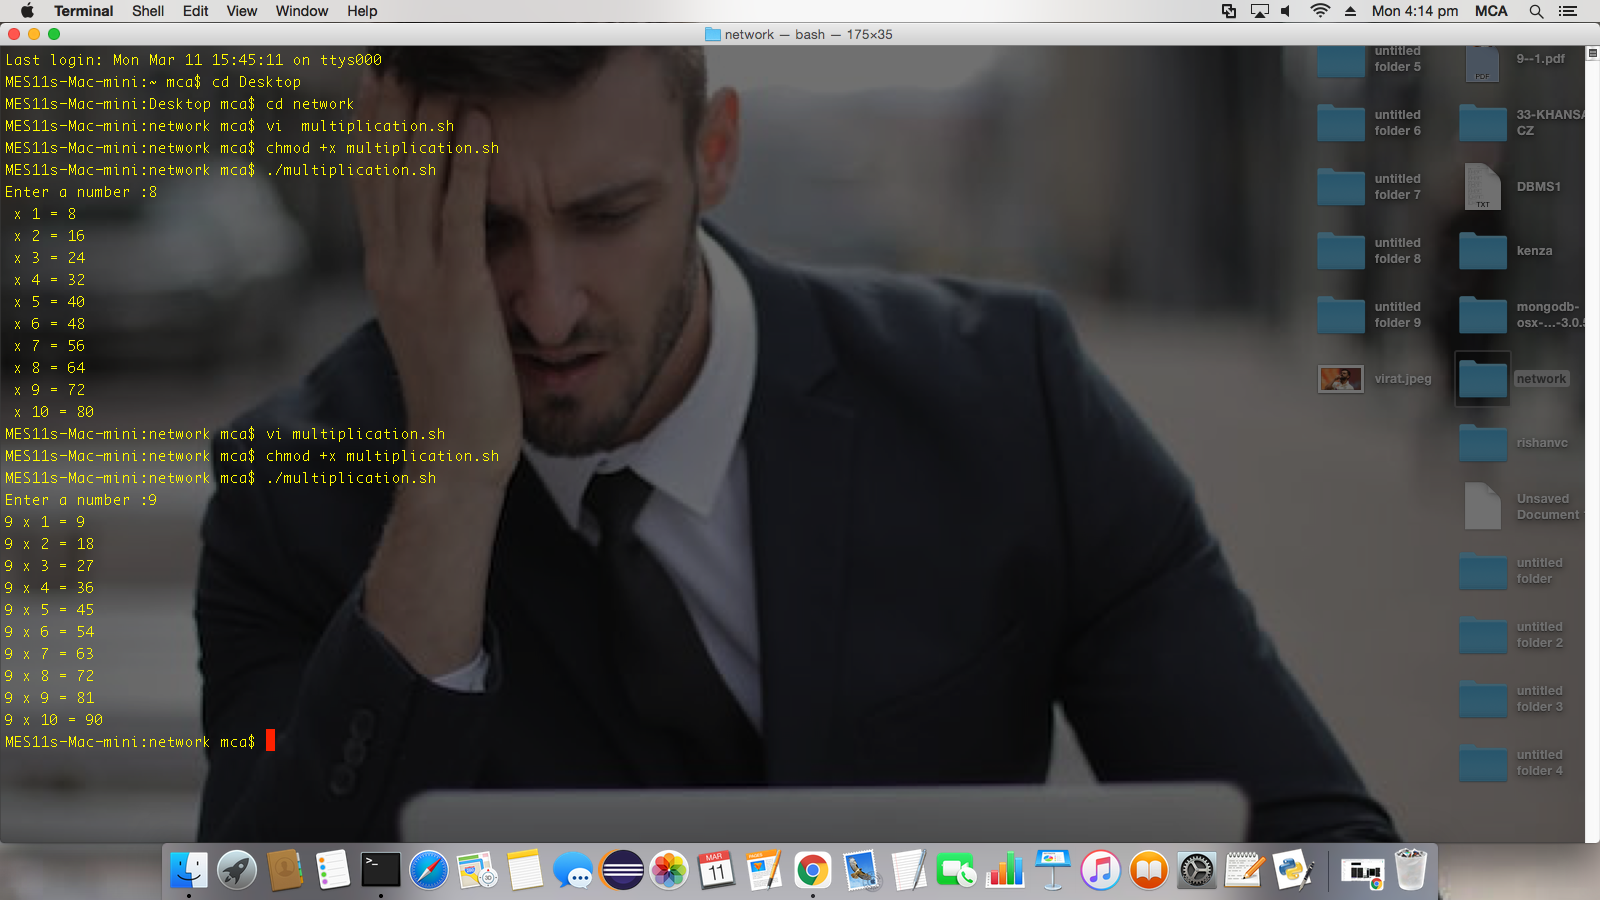 Terminal Shell Edit View Window Help
Mon 4:14 pm MCA
network — bash — 175×35
Last login: Mon Mar 11 15:45:11 on ttys000
MES11s-Mac-mini:~ mca$ cd Desktop
MES11s-Mac-mini:Desktop mca$ cd network
MES11s-Mac-mini:network mca$ vi  multiplication.sh
MES11s-Mac-mini:network mca$ chmod +x multiplication.sh
MES11s-Mac-mini:network mca$ ./multiplication.sh
Enter a number :8
 x 1 = 8
 x 2 = 16
 x 3 = 24
 x 4 = 32
 x 5 = 40
 x 6 = 48
 x 7 = 56
 x 8 = 64
 x 9 = 72
 x 10 = 80
MES11s-Mac-mini:network mca$ vi multiplication.sh
MES11s-Mac-mini:network mca$ chmod +x multiplication.sh
MES11s-Mac-mini:network mca$ ./multiplication.sh
Enter a number :9
9 x 1 = 9
9 x 2 = 18
9 x 3 = 27
9 x 4 = 36
9 x 5 = 45
9 x 6 = 54
9 x 7 = 63
9 x 8 = 72
9 x 9 = 81
9 x 10 = 90
MES11s-Mac-mini:network mca$
untitled
folder 5
untitled
folder 6
untitled
folder 7
untitled
folder 8
untitled
folder 9
virat.jpeg
9--1.pdf
PDF
33-KHANSA
CZ
DBMS1
TXT
kenza
mongodb-
osx-...-3.0.5
network
rishanvc
Unsaved
Document 1
untitled
folder
untitled
folder 2
untitled
folder 3
untitled
folder 4
MAR
11